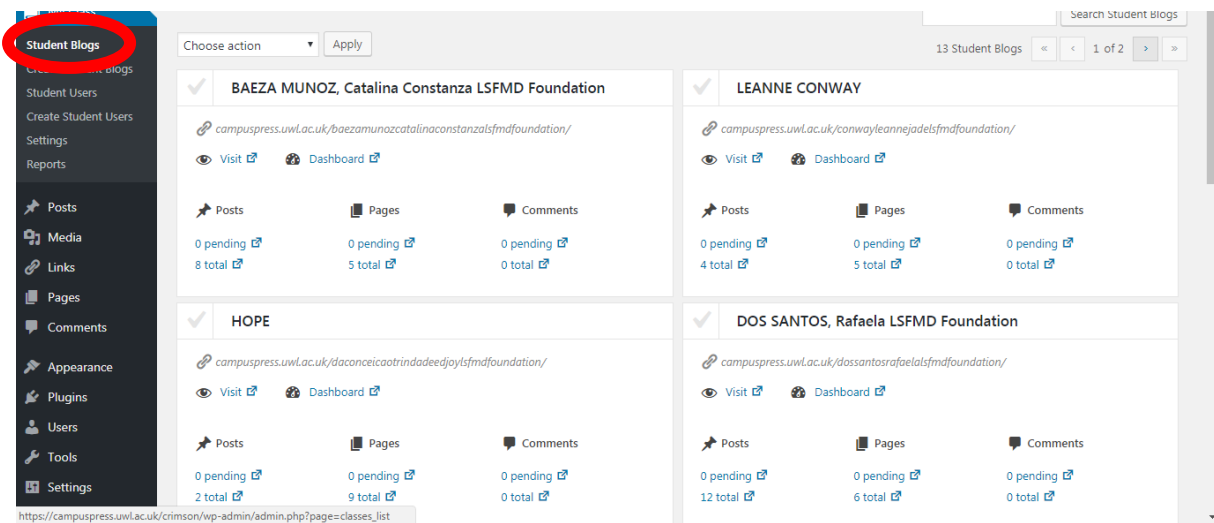 Search Student Blogs
Student Blogs
Student Users
Create Student Users
Settings
Reports
Posts
Media
Links
Pages
Comments
Appearance
Plugins
Users
Tools
Settings
Choose action
Apply
13 Student Blogs « ‹ 1 of 2 › »
BAEZA MUNOZ, Catalina Constanza LSFMD Foundation
campuspress.uwl.ac.uk/baezamunozcatalinaconstanzalsfmdfoundation/
Visit Dashboard
Posts Pages Comments
0 pending 0 pending 0 pending
8 total 5 total 0 total
LEANNE CONWAY
campuspress.uwl.ac.uk/conwayleannejadelsfmdfoundation/
Visit Dashboard
Posts Pages Comments
0 pending 0 pending 0 pending
4 total 5 total 0 total
HOPE
campuspress.uwl.ac.uk/daconceicaotrindadeedjoylsfmdfoundation/
Visit Dashboard
Posts Pages Comments
0 pending 0 pending 0 pending
2 total 9 total 0 total
DOS SANTOS, Rafaela LSFMD Foundation
campuspress.uwl.ac.uk/dossantosrafaelalsfmdfoundation/
Visit Dashboard
Posts Pages Comments
0 pending 0 pending 0 pending
12 total 6 total 0 total
https://campuspress.uwl.ac.uk/crimson/wp-admin/admin.php?page=classes_list